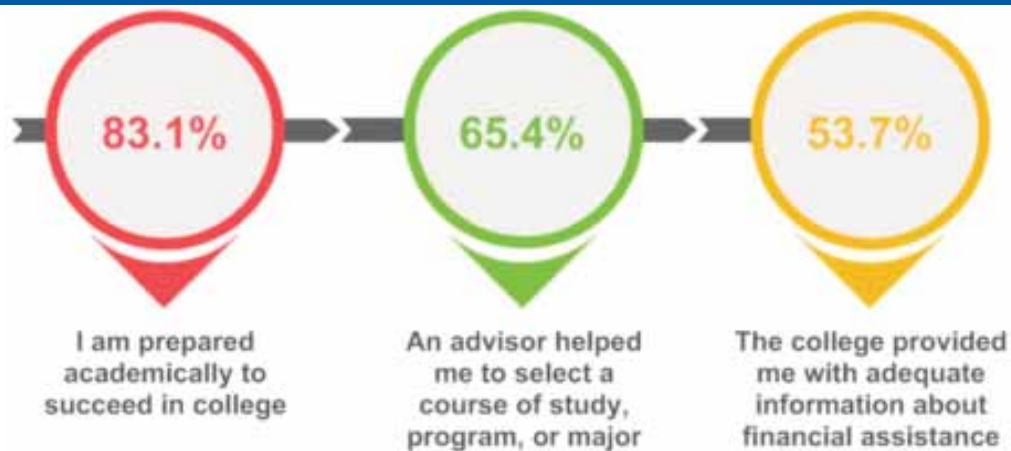 83.1%
65.4%
53.7%
I am prepared
academically to
succeed in college
An advisor helped
me to select a
course of study,
program, or major
The college provided
me with adequate
information about
financial assistance